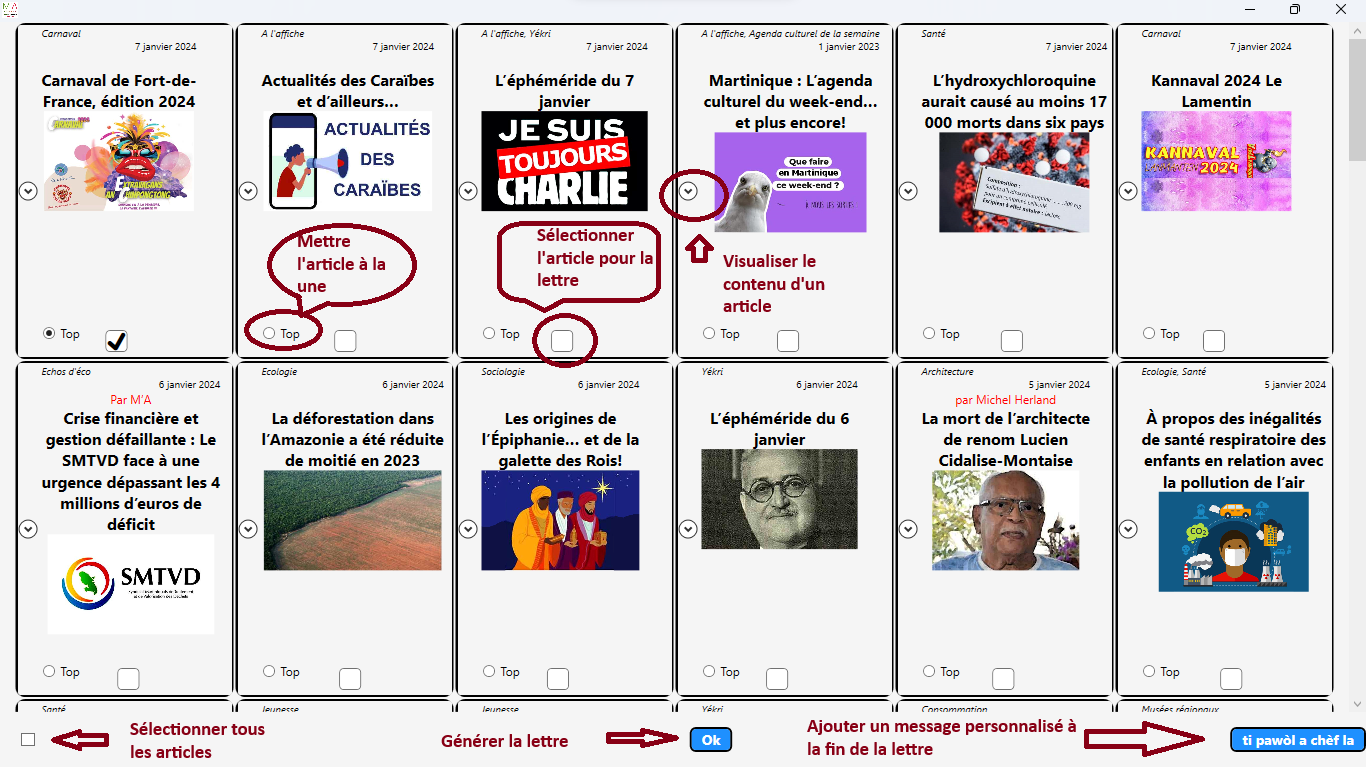 M'A
Carnaval
7 janvier 2024
Carnaval de Fort-de-
France, édition 2024
CARNAVAL
Top
A l'affiche
7 janvier 2024
Actualités des Caraïbes
et d’ailleurs…
ACTUALITÉS
DES
CARAÏBES
Mettre
l'article à la
une
Top
A l'affiche, Yékri
7 janvier 2024
L’éphéméride du 7
janvier
JE SUIS
TOUJOURS
CHARLIE
Sélectionner
l'article pour la
lettre
Top
A l'affiche, Agenda culturel de la semaine
1 janvier 2023
Martinique : L’agenda
culturel du week-end…
et plus encore!
Que faire
en Martinique
ce week-end ?
Visualiser le
contenu d'un
article
Top
Santé
7 janvier 2024
L’hydroxychloroquine
aurait causé au moins 17
000 morts dans six pays
Composition :
Top
Carnaval
7 janvier 2024
Kannaval 2024 Le
Lamentin
KANNAVAL
2024
Top
Echos d'éco
6 janvier 2024
Par M’A
Crise financière et
gestion défaillante : Le
SMTVD face à une
urgence dépassant les 4
millions d’euros de
déficit
SMTVD
Top
Ecologie
6 janvier 2024
La déforestation dans
l’Amazonie a été réduite
de moitié en 2023
Top
Sociologie
6 janvier 2024
Les origines de
l’Épiphanie… et de la
galette des Rois!
Top
Yékri
6 janvier 2024
L’éphéméride du 6
janvier
Top
Architecture
5 janvier 2024
par Michel Herland
La mort de l’architecte
de renom Lucien
Cidalise-Montaise
Top
Ecologie, Santé
5 janvier 2024
À propos des inégalités
de santé respiratoire des
enfants en relation avec
la pollution de l’air
CO2
Top
Santé
Jeunesse
Jeunesse
Yékri
Consommation
Musées régionaux
Sélectionner tous
les articles
Générer la lettre
Ok
Ajouter un message personnalisé à
la fin de la lettre
ti pawòl a chèf la